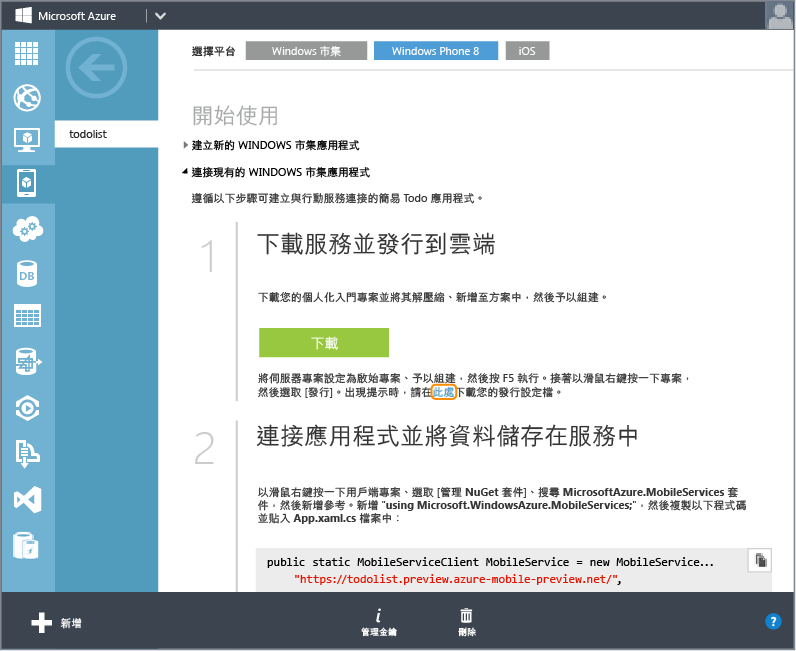 Microsoft Azure
選擇平台 Windows 市集 Windows Phone 8 iOS
todolist
開始使用
建立新的 WINDOWS 市集應用程式
連接現有的 WINDOWS 市集應用程式
遵循以下步驟可建立與行動服務連接的簡易 Todo 應用程式。
1 下載服務並發行到雲端
下載您的個人化入門專案並將其解壓縮、新增至方案中，然後予以組建。
下載
將伺服器專案設定為啟始專案、予以組建，然後按 F5 執行。接著以滑鼠右鍵按一下專案，
然後選取 [發行]。出現提示時，請在此處下載您的發行設定檔。
2 連接應用程式並將資料儲存在服務中
以滑鼠右鍵按一下用戶端專案、選取 [管理 NuGet 套件]、搜尋 MicrosoftAzure.MobileServices 套
件，然後新增參考。新增 "using Microsoft.WindowsAzure.MobileServices;"，然後複製以下程式碼
並貼入 App.xaml.cs 檔案中：
public static MobileServiceClient MobileService = new MobileService...
"https://todolist.preview.azure-mobile-preview.net/",
DB
新增
管理金鑰
刪除
?